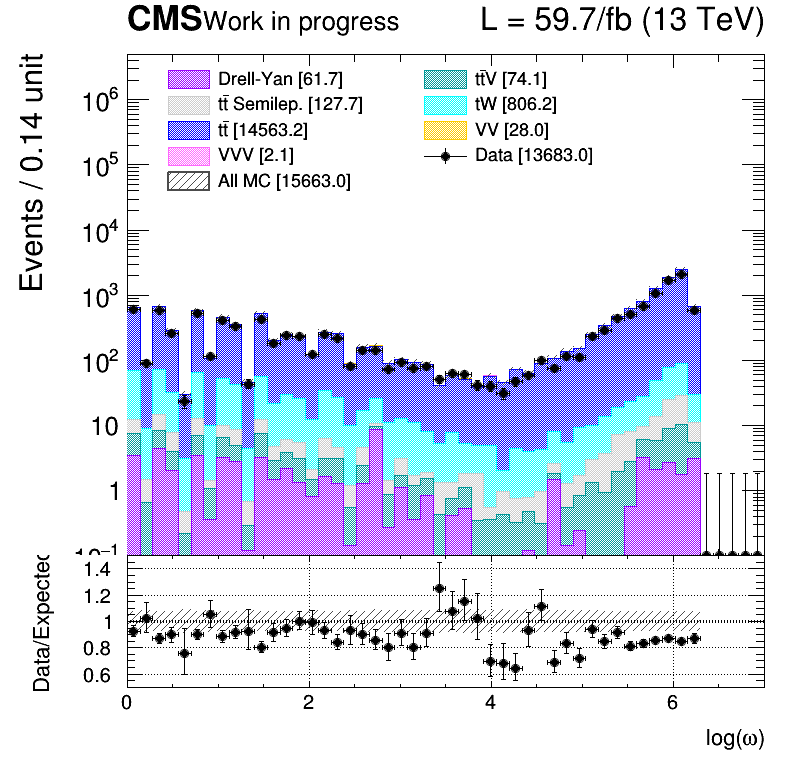 CMS Work in progress L = 59.7/fb (13 TeV)
Events / 0.14 unit
Drell-Yan [61.7]
tt̄ Semilep. [127.7]
tt̄ [14563.2]
VVV [2.1]
All MC [15663.0]
tt̄V [74.1]
tW [806.2]
VV [28.0]
Data [13683.0]
10⁶
10⁵
10⁴
10³
10²
10
1
10⁻¹
Data/Expected
1.4
1.2
1
0.8
0.6
0 2 4 6
log(ω)